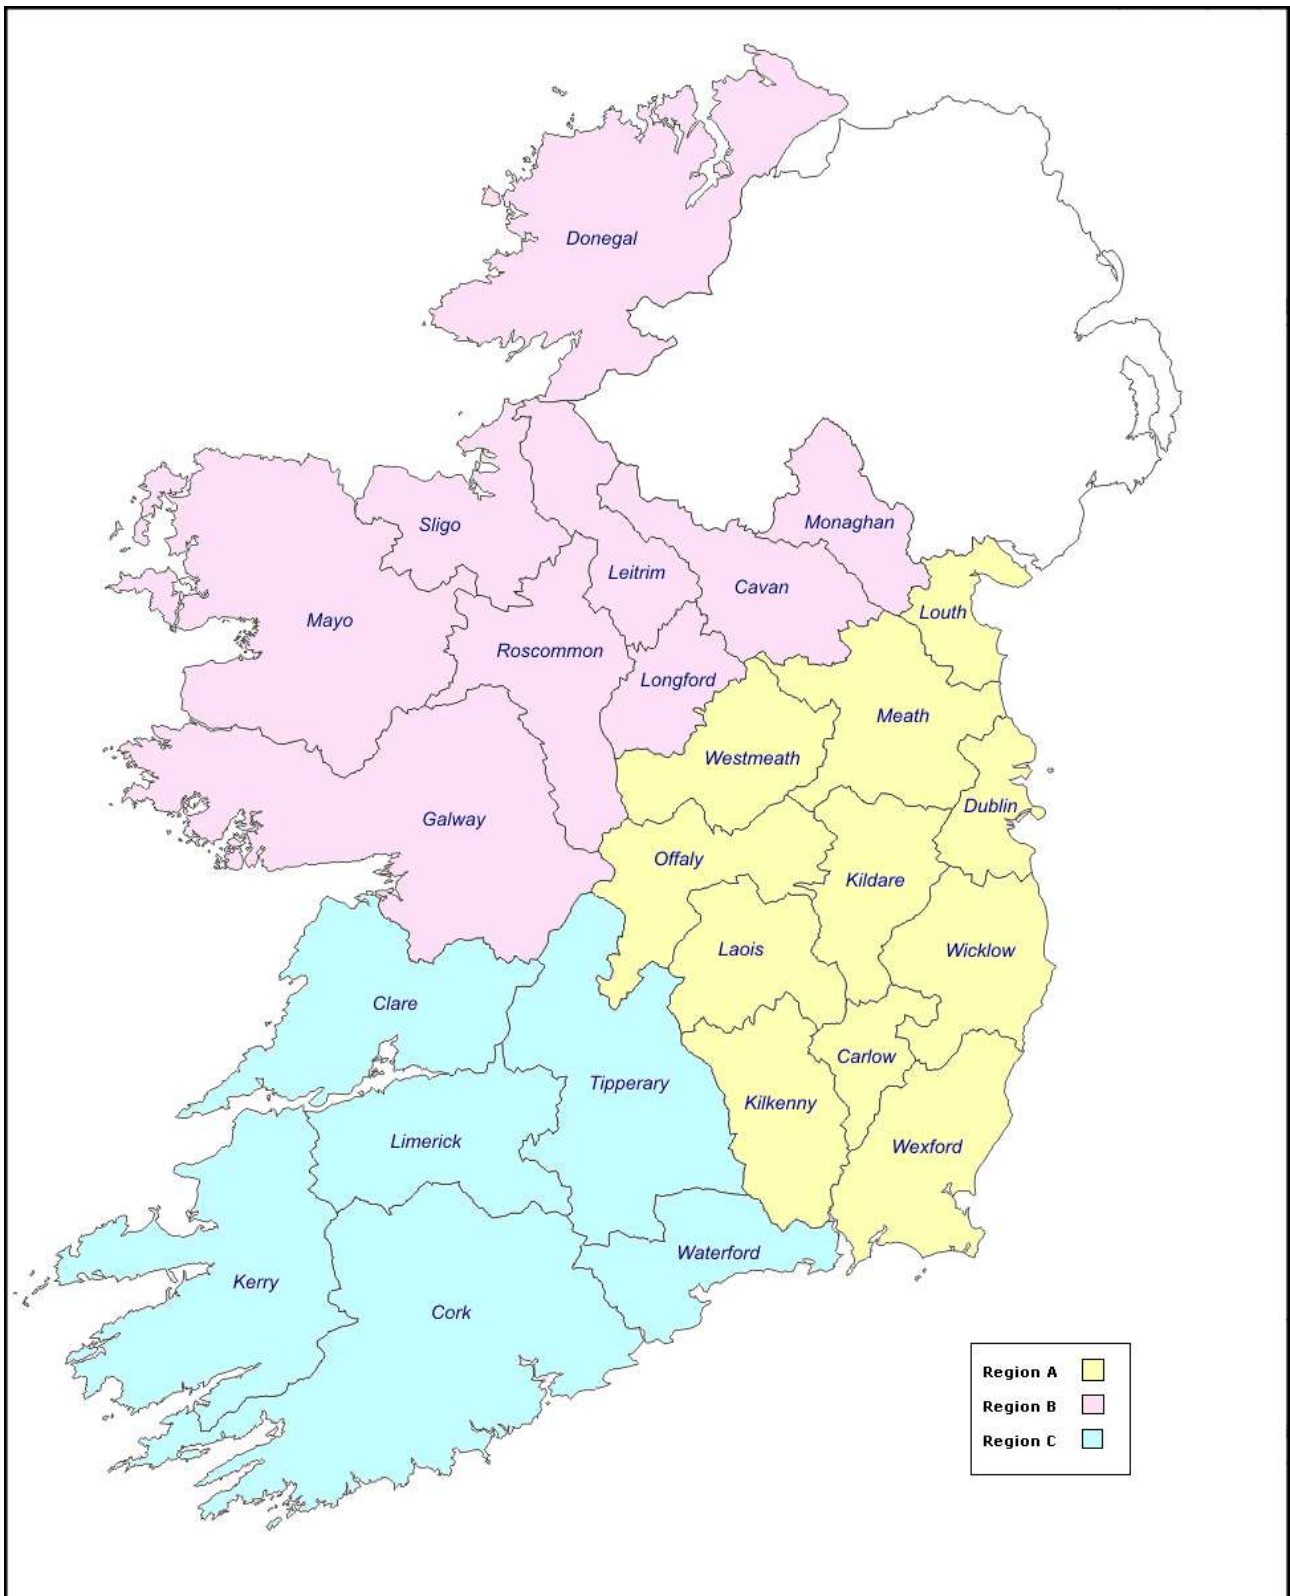 Donegal
Monaghan
Sligo
Leitrim
Cavan
Louth
Mayo
Roscommon
Longford
Meath
Westmeath
Dublin
Galway
Offaly
Kildare
Laois
Wicklow
Clare
Carlow
Tipperary
Kilkenny
Limerick
Wexford
Waterford
Kerry
Cork
Region A
Region B
Region C